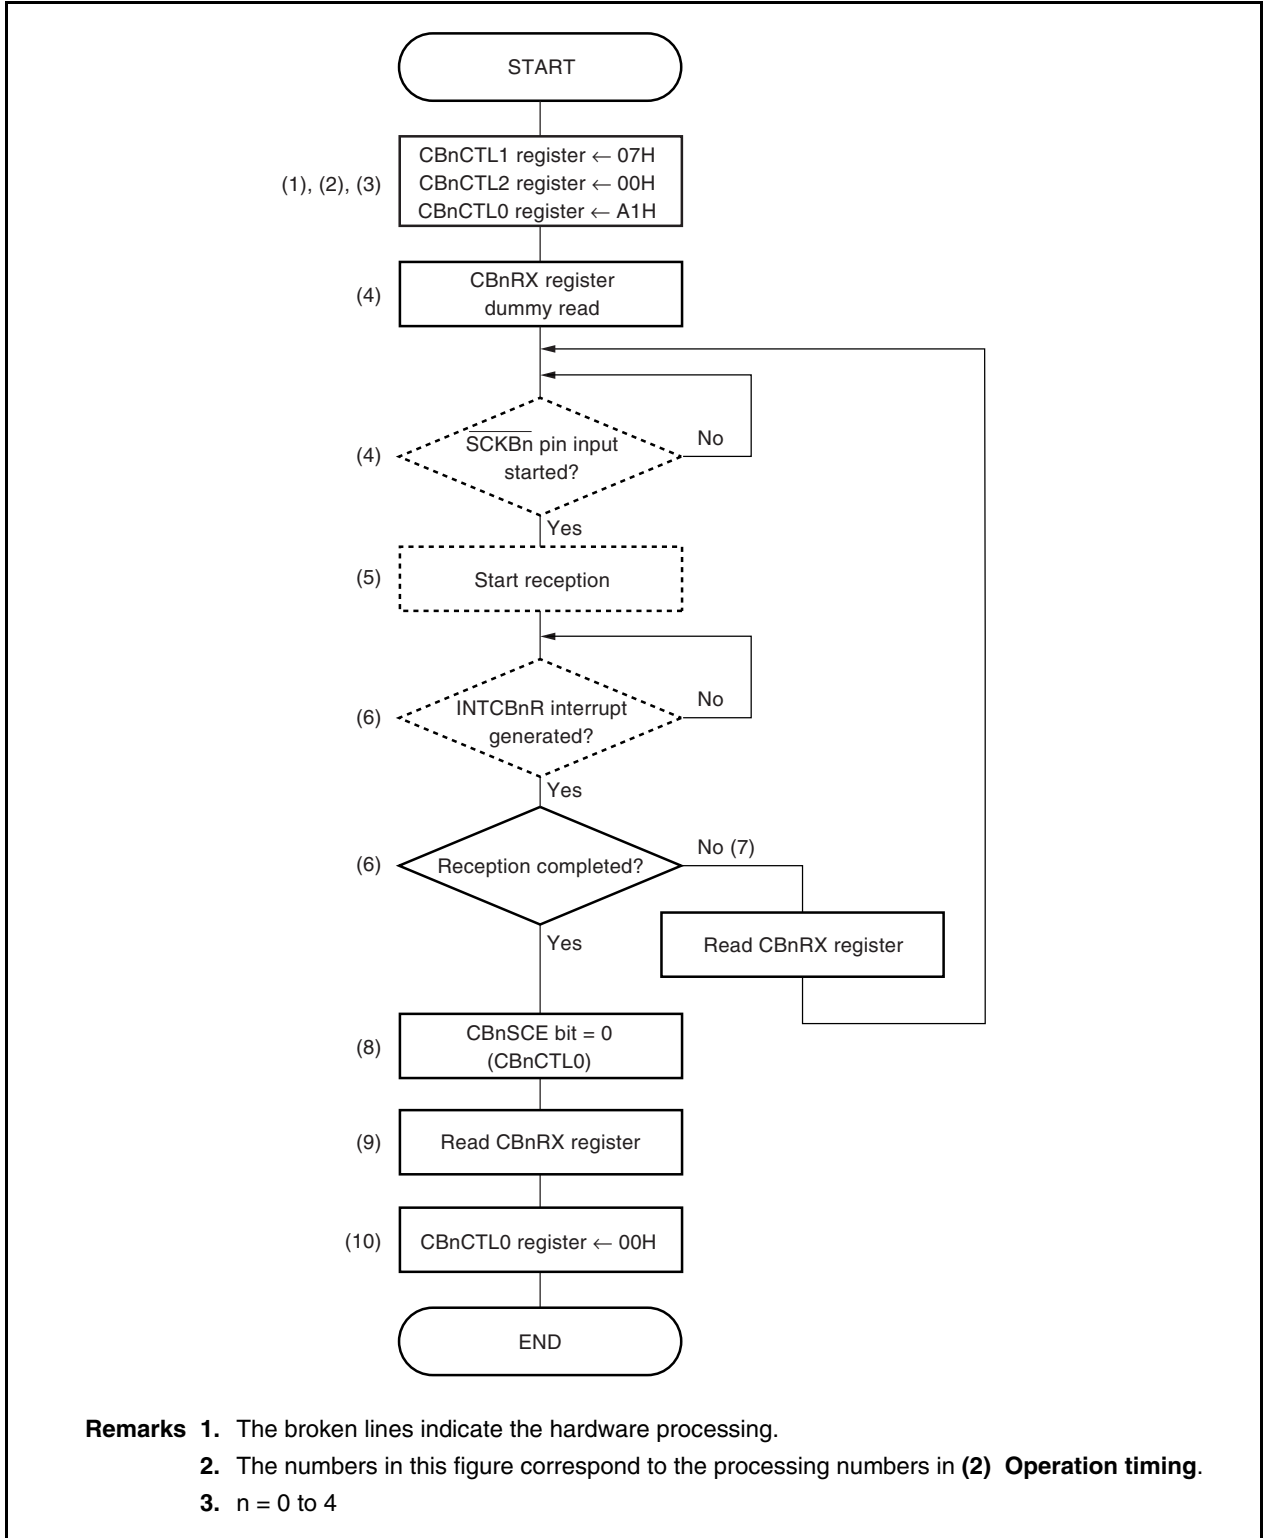 START
(1), (2), (3)
CBnCTL1 register ← 07H
CBnCTL2 register ← 00H
CBnCTL0 register ← A1H
(4)
CBnRX register
dummy read
(4)
SCKBn pin input
started?
No
Yes
(5)
Start reception
(6)
INTCBnR interrupt
generated?
No
Yes
(6)
Reception completed?
No (7)
Yes
Read CBnRX register
(8)
CBnSCE bit = 0
(CBnCTL0)
(9)
Read CBnRX register
(10)
CBnCTL0 register ← 00H
END
Remarks 1. The broken lines indicate the hardware processing.
2. The numbers in this figure correspond to the processing numbers in (2) Operation timing.
3. n = 0 to 4